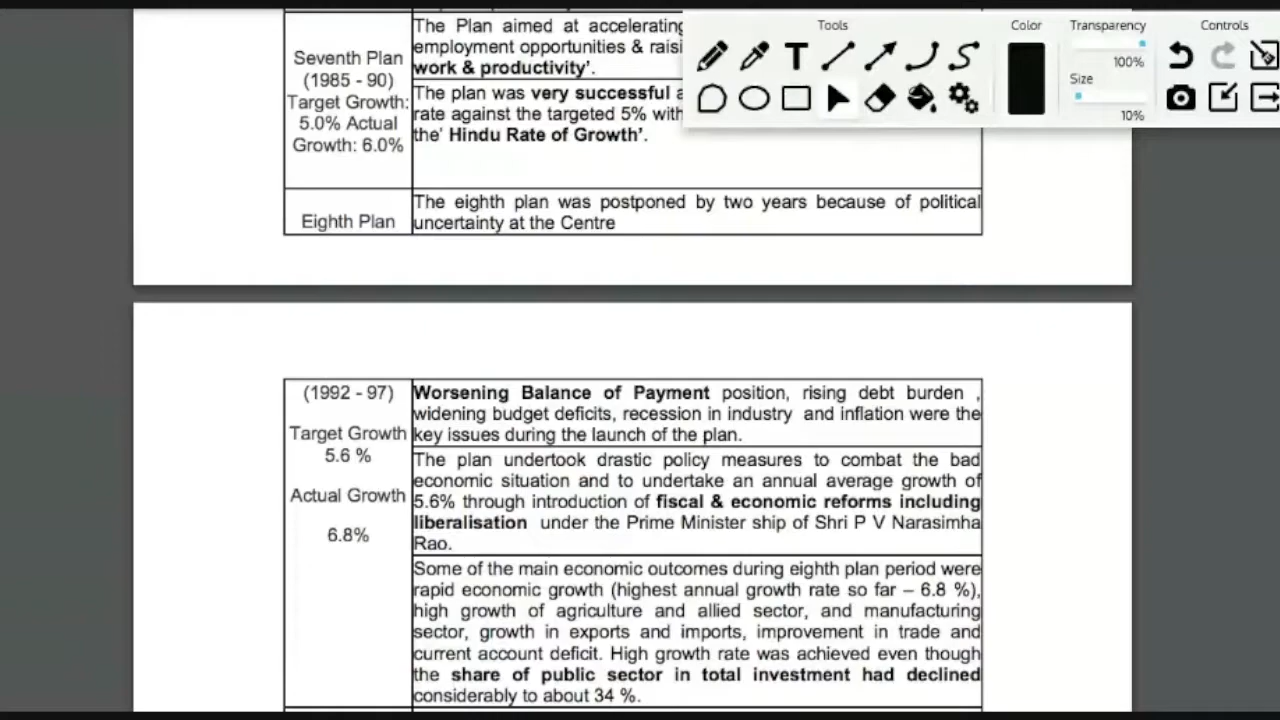 Seventh Plan
(1985 - 90)
Target Growth:
5.0% Actual
Growth: 6.0%
The Plan aimed at accelerating
employment opportunities & raisi
work & productivity'.
The plan was very successful a
rate against the targeted 5% with
the' Hindu Rate of Growth'.
Eighth Plan
The eighth plan was postponed by two years because of political
uncertainty at the Centre
(1992 - 97)
Target Growth
5.6 %
Actual Growth
6.8%
Worsening Balance of Payment position, rising debt burden ,
widening budget deficits, recession in industry and inflation were the
key issues during the launch of the plan.
The plan undertook drastic policy measures to combat the bad
economic situation and to undertake an annual average growth of
5.6% through introduction of fiscal & economic reforms including
liberalisation under the Prime Minister ship of Shri P V Narasimha
Rao.
Some of the main economic outcomes during eighth plan period were
rapid economic growth (highest annual growth rate so far – 6.8 %),
high growth of agriculture and allied sector, and manufacturing
sector, growth in exports and imports, improvement in trade and
current account deficit. High growth rate was achieved even though
the share of public sector in total investment had declined
considerably to about 34 %.
Tools
Color
Transparency
100%
Size
10%
Controls
T